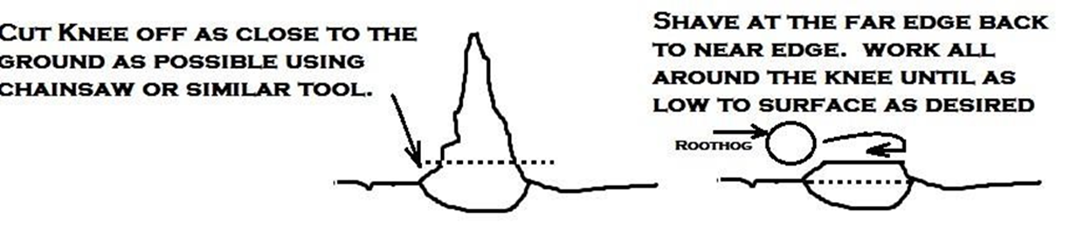 Cut Knee off as close to the
ground as possible using
chainsaw or similar tool.
Shave at the far edge back
to near edge. work all
around the knee until as
low to surface as desired
Roothog